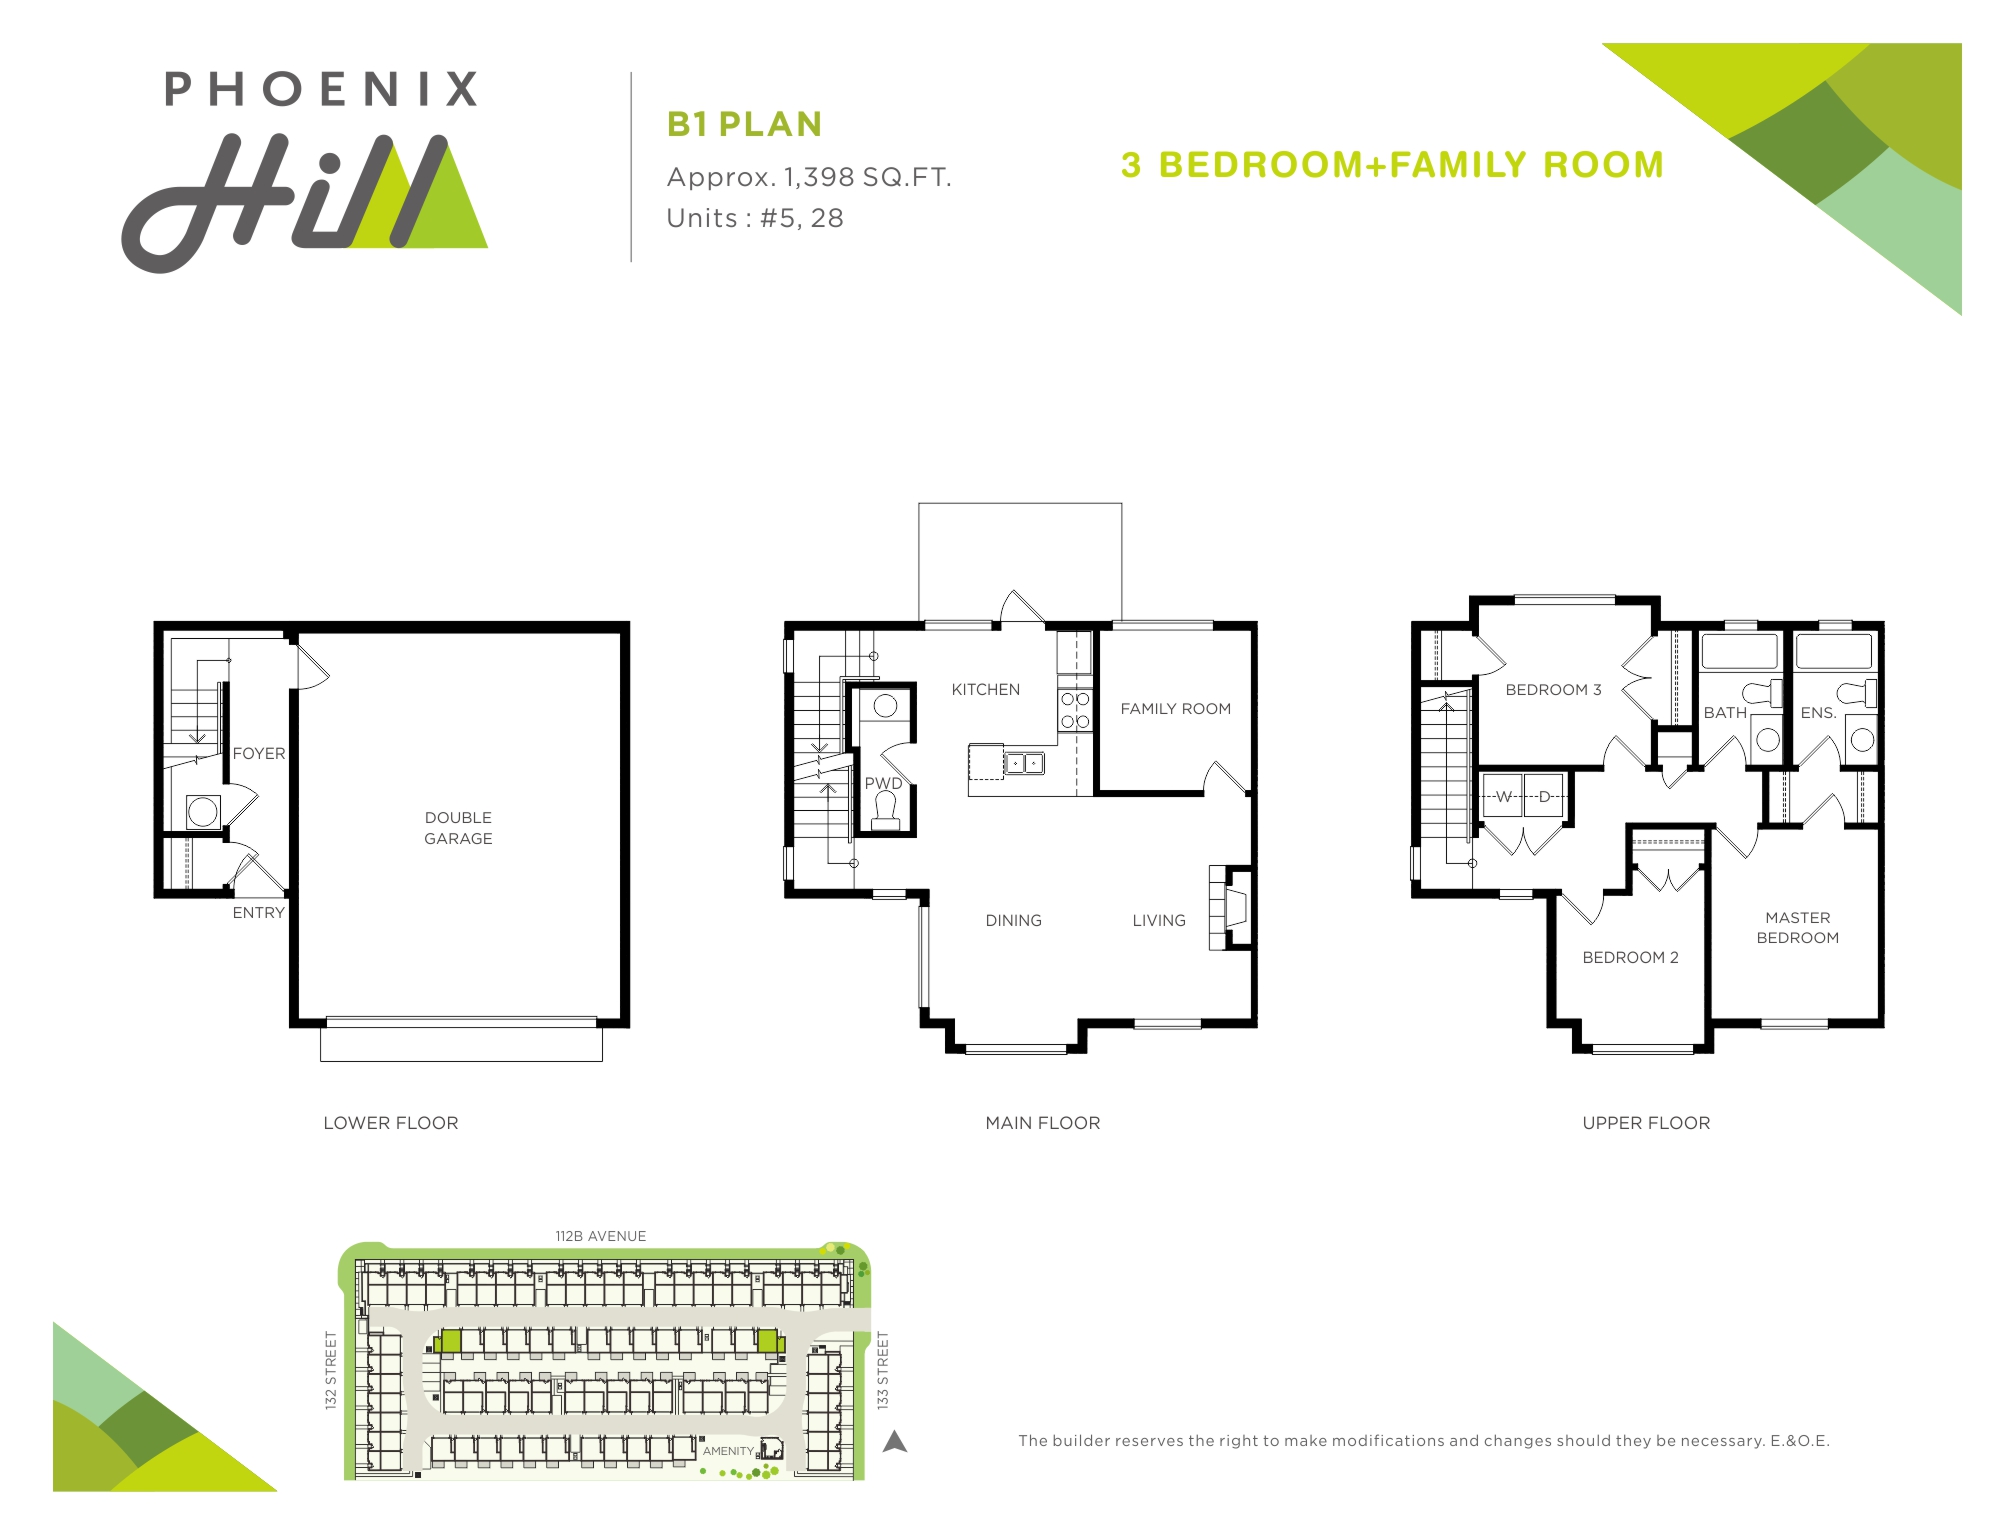 PHOENIX
Hill
B1 PLAN
Approx. 1,398 SQ.FT.
Units : #5, 28
3 BEDROOM+FAMILY ROOM
FOYER
DOUBLE
GARAGE
ENTRY
LOWER FLOOR
KITCHEN
FAMILY ROOM
PWD
DINING
LIVING
MAIN FLOOR
BEDROOM 3
BATH
ENS.
W
D
MASTER
BEDROOM
BEDROOM 2
UPPER FLOOR
112B AVENUE
132 STREET
133 STREET
AMENITY
The builder reserves the right to make modifications and changes should they be necessary. E.&O.E.